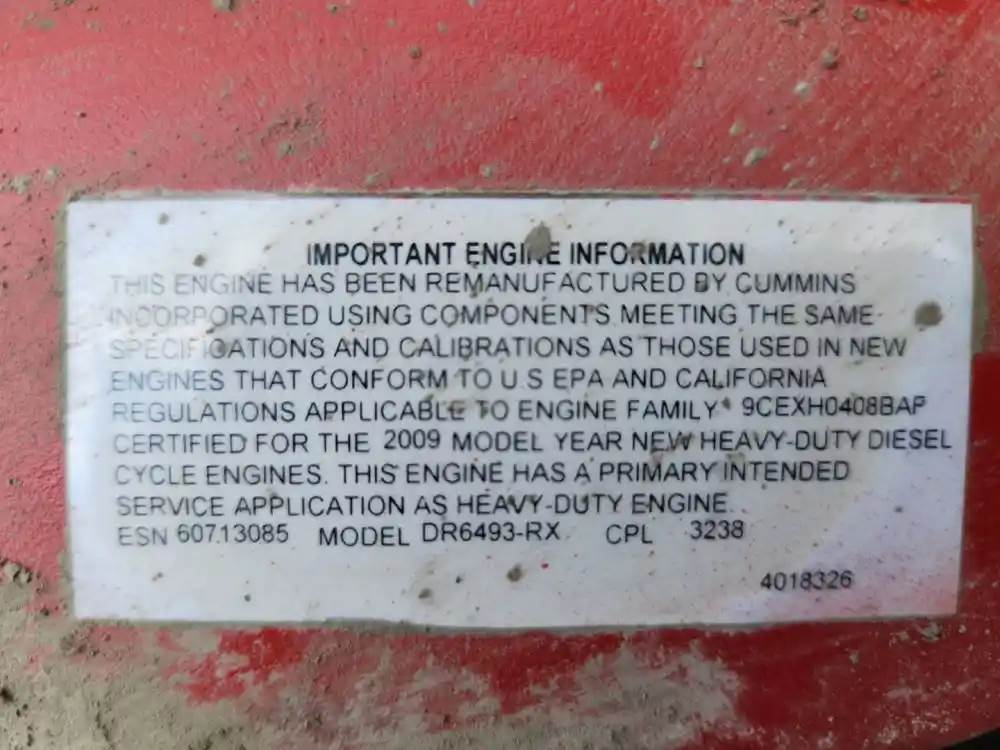 IMPORTANT ENGINE INFORMATION
THIS ENGINE HAS BEEN REMANUFACTURED BY CUMMINS
INCORPORATED USING COMPONENTS MEETING THE SAME
SPECIFICATIONS AND CALIBRATIONS AS THOSE USED IN NEW
ENGINES THAT CONFORM TO U.S EPA AND CALIFORNIA
REGULATIONS APPLICABLE TO ENGINE FAMILY 9CEXH0408BAP
CERTIFIED FOR THE 2009 MODEL YEAR NEW HEAVY-DUTY DIESEL
CYCLE ENGINES. THIS ENGINE HAS A PRIMARY INTENDED
SERVICE APPLICATION AS HEAVY-DUTY ENGINE.
ESN 60713085 MODEL DR6493-RX CPL 3238
4018326